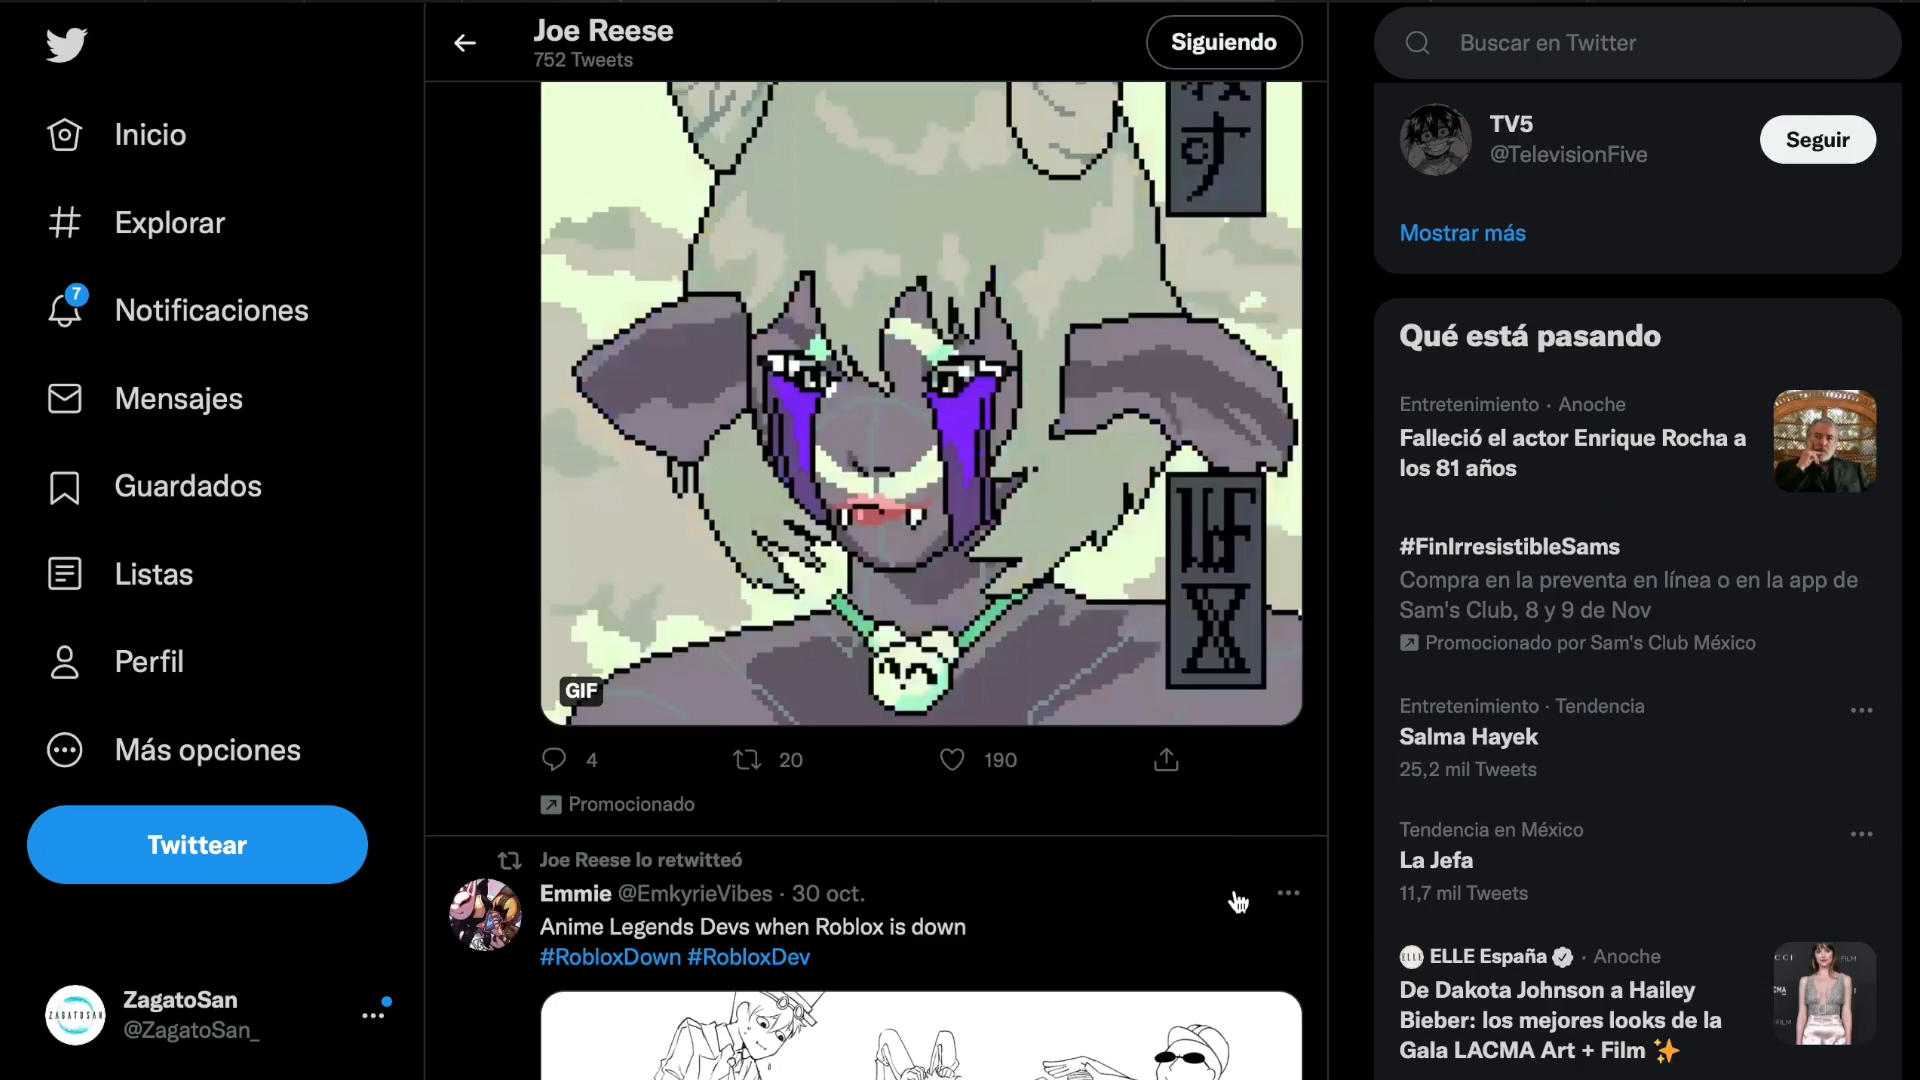 Joe Reese
752 Tweets
Siguiendo
Buscar en Twitter
Inicio
Explorar
7
Notificaciones
Mensajes
Guardados
Listas
Perfil
Más opciones
Twittear
ZAGATOSAN
ZagatoSan
@ZagatoSan_
す
GIF
4
20
190
Promocionado
Joe Reese lo retwitteó
Emmie @EmkyrieVibes · 30 oct.
Anime Legends Devs when Roblox is down
#RobloxDown #RobloxDev
TV5
@TelevisionFive
Seguir
Mostrar más
Qué está pasando
Entretenimiento · Anoche
Falleció el actor Enrique Rocha a
los 81 años
#FinIrresistibleSams
Compra en la preventa en línea o en la app de
Sam's Club, 8 y 9 de Nov
Promocionado por Sam's Club México
Entretenimiento · Tendencia
Salma Hayek
25,2 mil Tweets
Tendencia en México
La Jefa
11,7 mil Tweets
ELLE
ELLE España · Anoche
De Dakota Johnson a Hailey
Bieber: los mejores looks de la
Gala LACMA Art + Film ✨